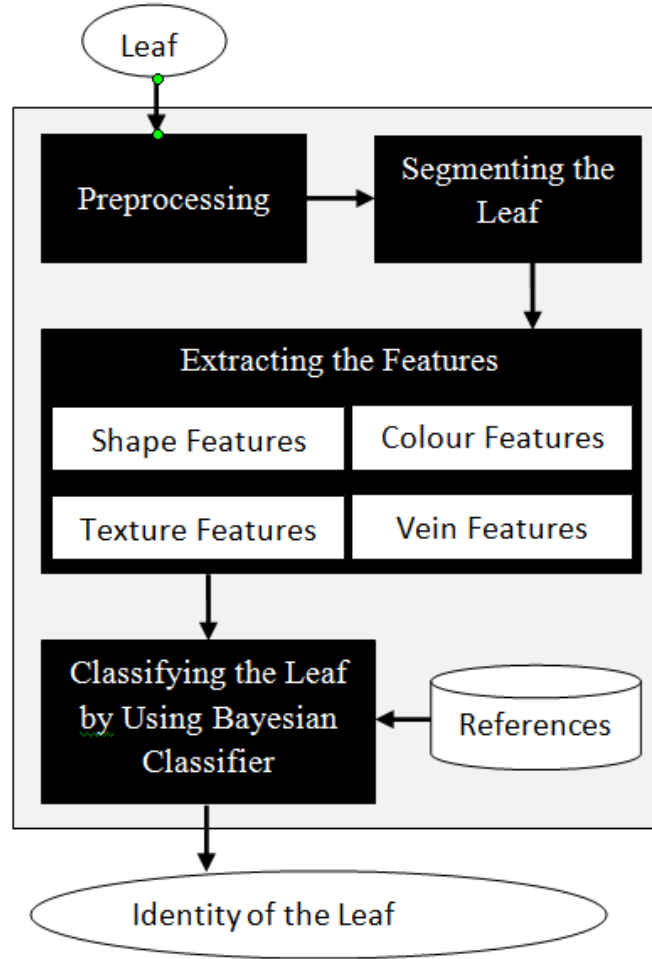 Leaf
Preprocessing
Segmenting the
Leaf
Extracting the Features
Shape Features
Colour Features
Texture Features
Vein Features
Classifying the Leaf
by Using Bayesian
Classifier
References
Identity of the Leaf